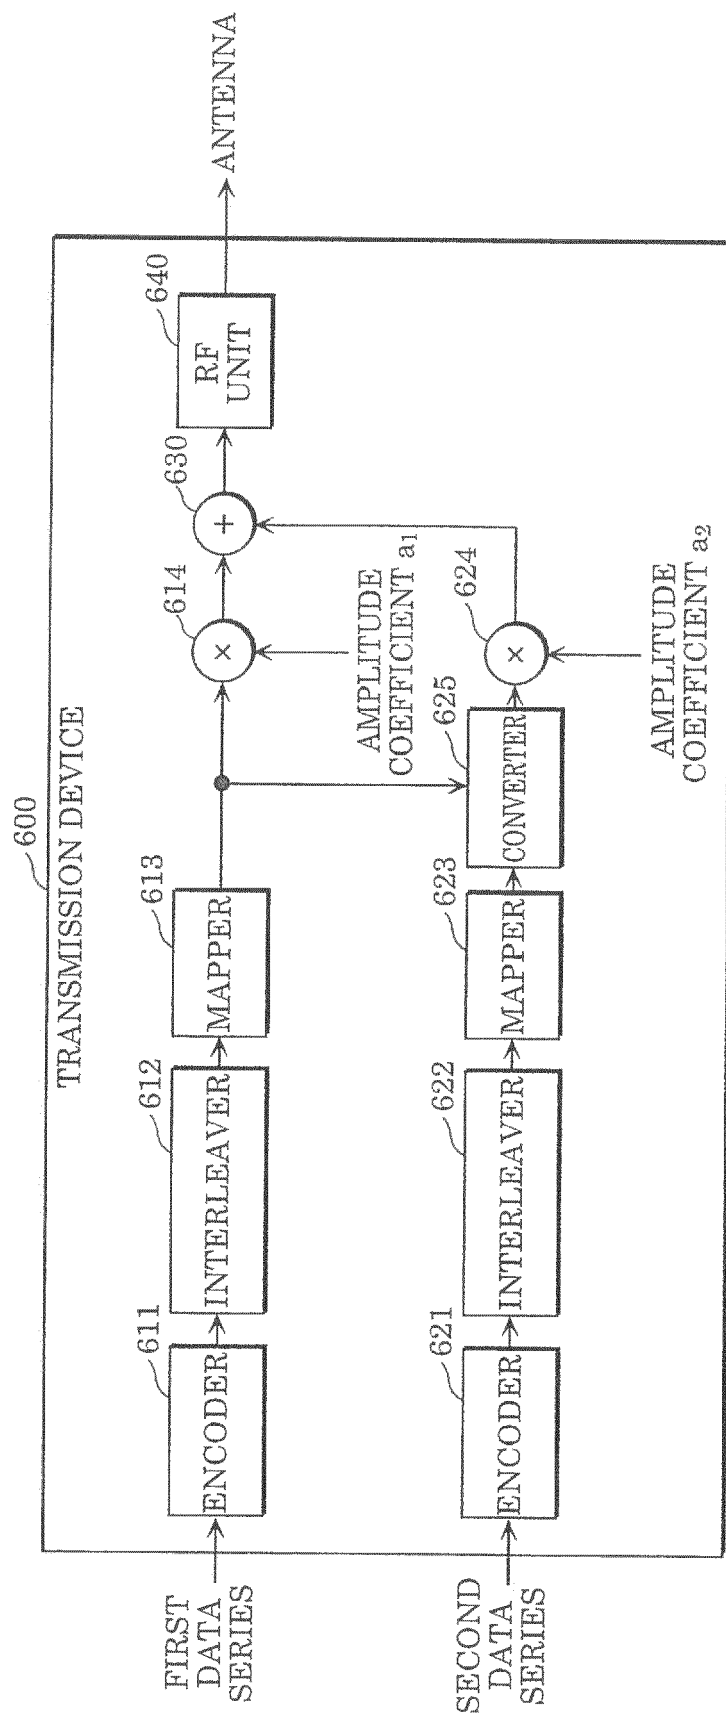 600
TRANSMISSION DEVICE
FIRST
DATA
SERIES
611
ENCODER
612
INTERLEAVER
613
MAPPER
614
×
AMPLITUDE
COEFFICIENT a1
630
+
640
RF
UNIT
ANTENNA
SECOND
DATA
SERIES
621
ENCODER
622
INTERLEAVER
623
MAPPER
625
CONVERTER
624
×
AMPLITUDE
COEFFICIENT a2